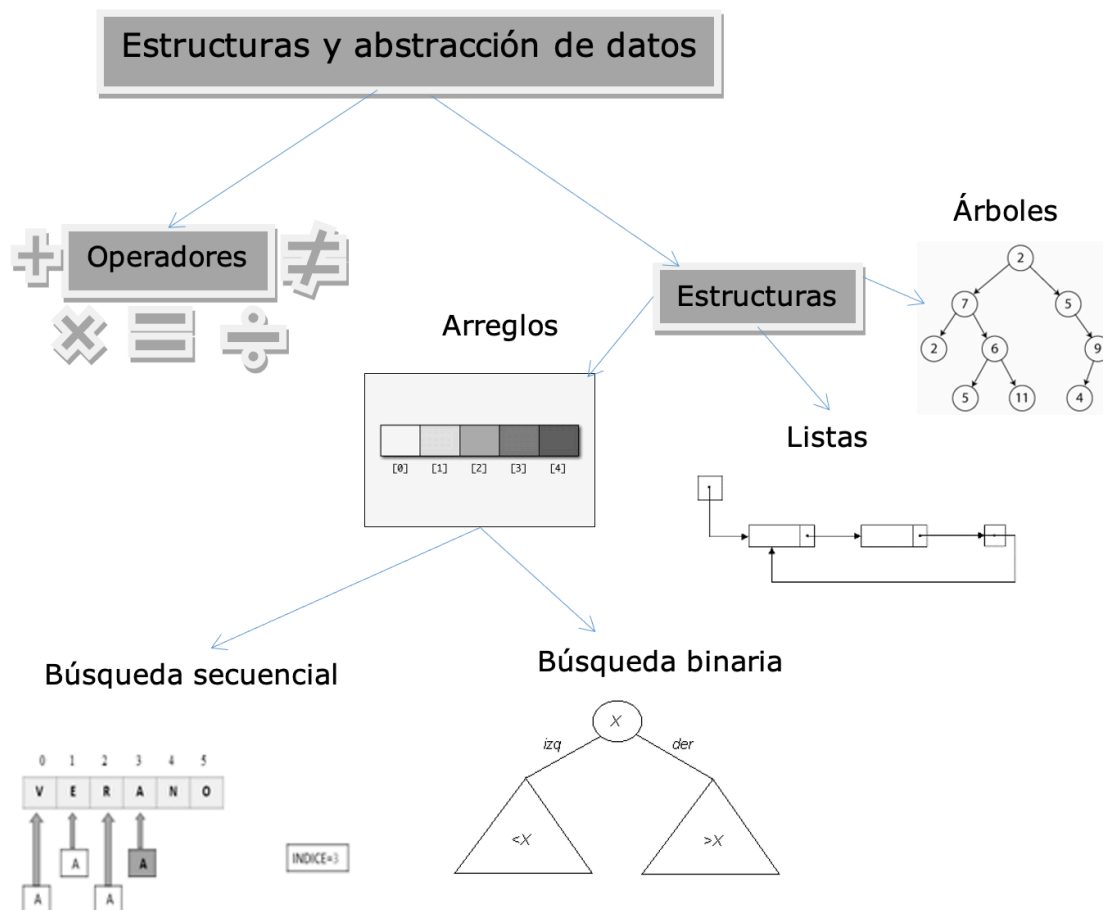 Estructuras y abstracción de datos
Operadores
Estructuras
Árboles
2
7
5
2
6
9
5
11
4
Arreglos
[0] [1] [2] [3] [4]
Listas
Búsqueda secuencial
0 1 2 3 4 5
V E R A N O
A A
A A
INDICE=3
Búsqueda binaria
X
izq
der
<X
>X